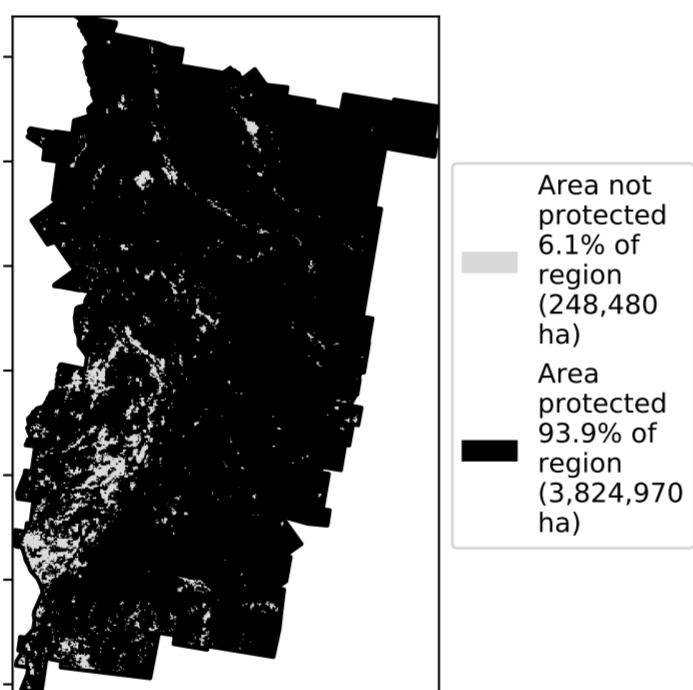 Area not
protected
6.1% of
region
(248,480
ha)
Area
protected
93.9% of
region
(3,824,970
ha)